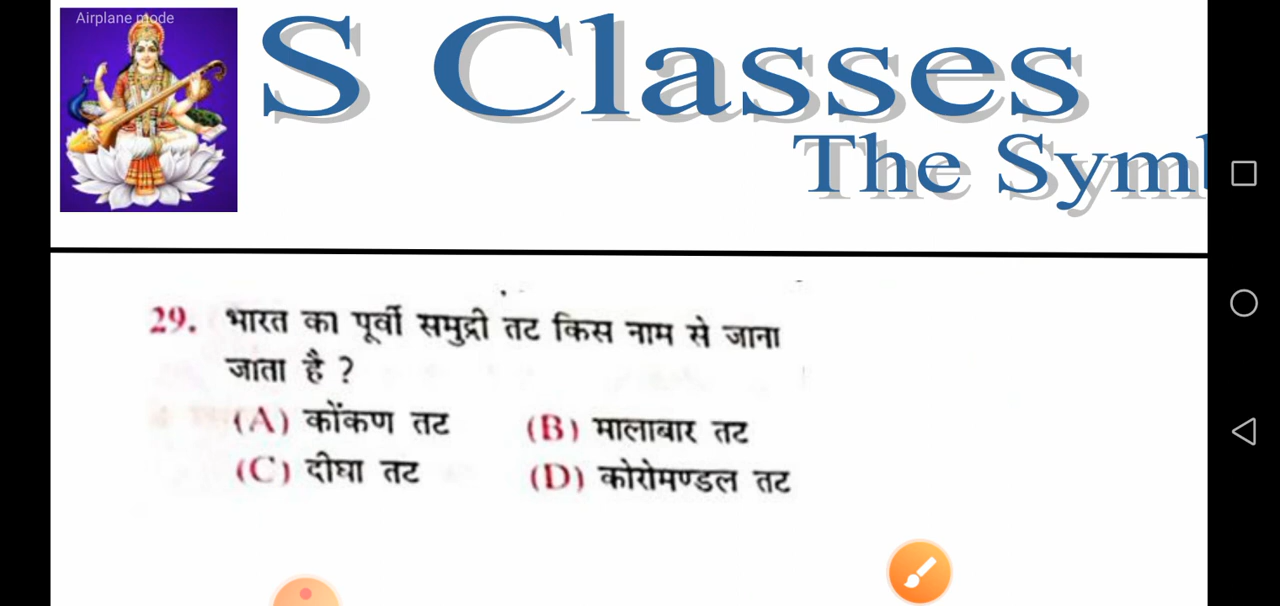 Airplane mode
S Classes
The Sym
29. भारत का पूर्वी समुद्री तट किस नाम से जाना
जाता है ?
(A) कोंकण तट (B) मालाबार तट
(C) दीघा तट (D) कोरोमण्डल तट